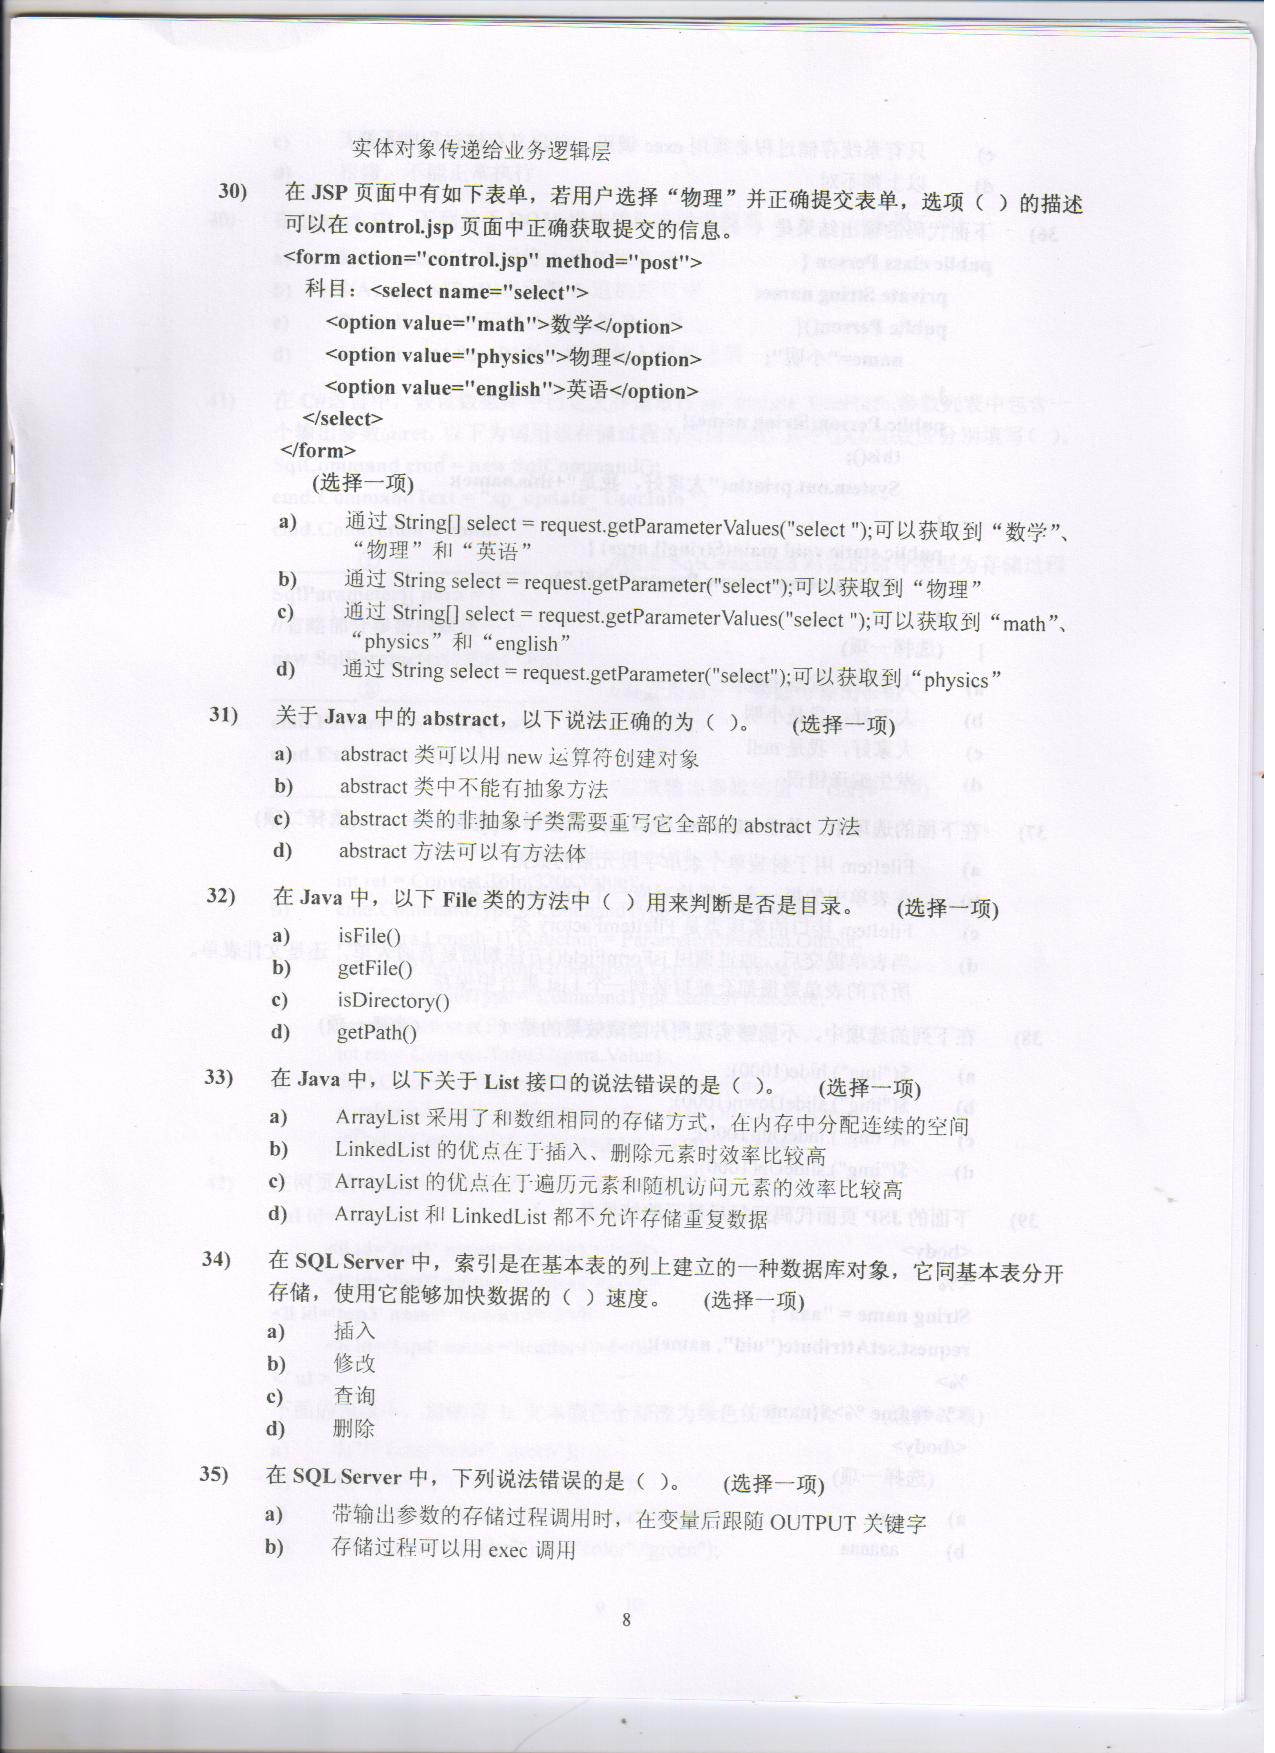 实体对象传递给业务逻辑层
30) 在 JSP 页面中有如下表单，若用户选择“物理”并正确提交表单，选项（ ）的描述
可以在 control.jsp 页面中正确获取提交的信息。
<form action="control.jsp" method="post">
科目：<select name="select">
<option value="math">数学</option>
<option value="physics">物理</option>
<option value="english">英语</option>
</select>
</form>
(选择一项)
a) 通过 String[] select = request.getParameterValues("select ");可以获取到“数学”、
“物理”和“英语”
b) 通过 String select = request.getParameter("select");可以获取到“物理”
c) 通过 String[] select = request.getParameterValues("select ");可以获取到“math”、
“physics”和“english”
d) 通过 String select = request.getParameter("select");可以获取到“physics”
31) 关于 Java 中的 abstract，以下说法正确的为（ ）。 (选择一项)
a) abstract 类可以用 new 运算符创建对象
b) abstract 类中不能有抽象方法
c) abstract 类的非抽象子类需要重写它全部的 abstract 方法
d) abstract 方法可以有方法体
32) 在 Java 中，以下 File 类的方法中（ ）用来判断是否是目录。 (选择一项)
a) isFile()
b) getFile()
c) isDirectory()
d) getPath()
33) 在 Java 中，以下关于 List 接口的说法错误的是（ ）。 (选择一项)
a) ArrayList 采用了和数组相同的存储方式，在内存中分配连续的空间
b) LinkedList 的优点在于插入、删除元素时效率比较高
c) ArrayList 的优点在于遍历元素和随机访问元素的效率比较高
d) ArrayList 和 LinkedList 都不允许存储重复数据
34) 在 SQL Server 中，索引是在基本表的列上建立的一种数据库对象，它同基本表分开
存储，使用它能够加快数据的（ ）速度。 (选择一项)
a) 插入
b) 修改
c) 查询
d) 删除
35) 在 SQL Server 中，下列说法错误的是（ ）。 (选择一项)
a) 带输出参数的存储过程调用时，在变量后跟随 OUTPUT 关键字
b) 存储过程可以用 exec 调用
8